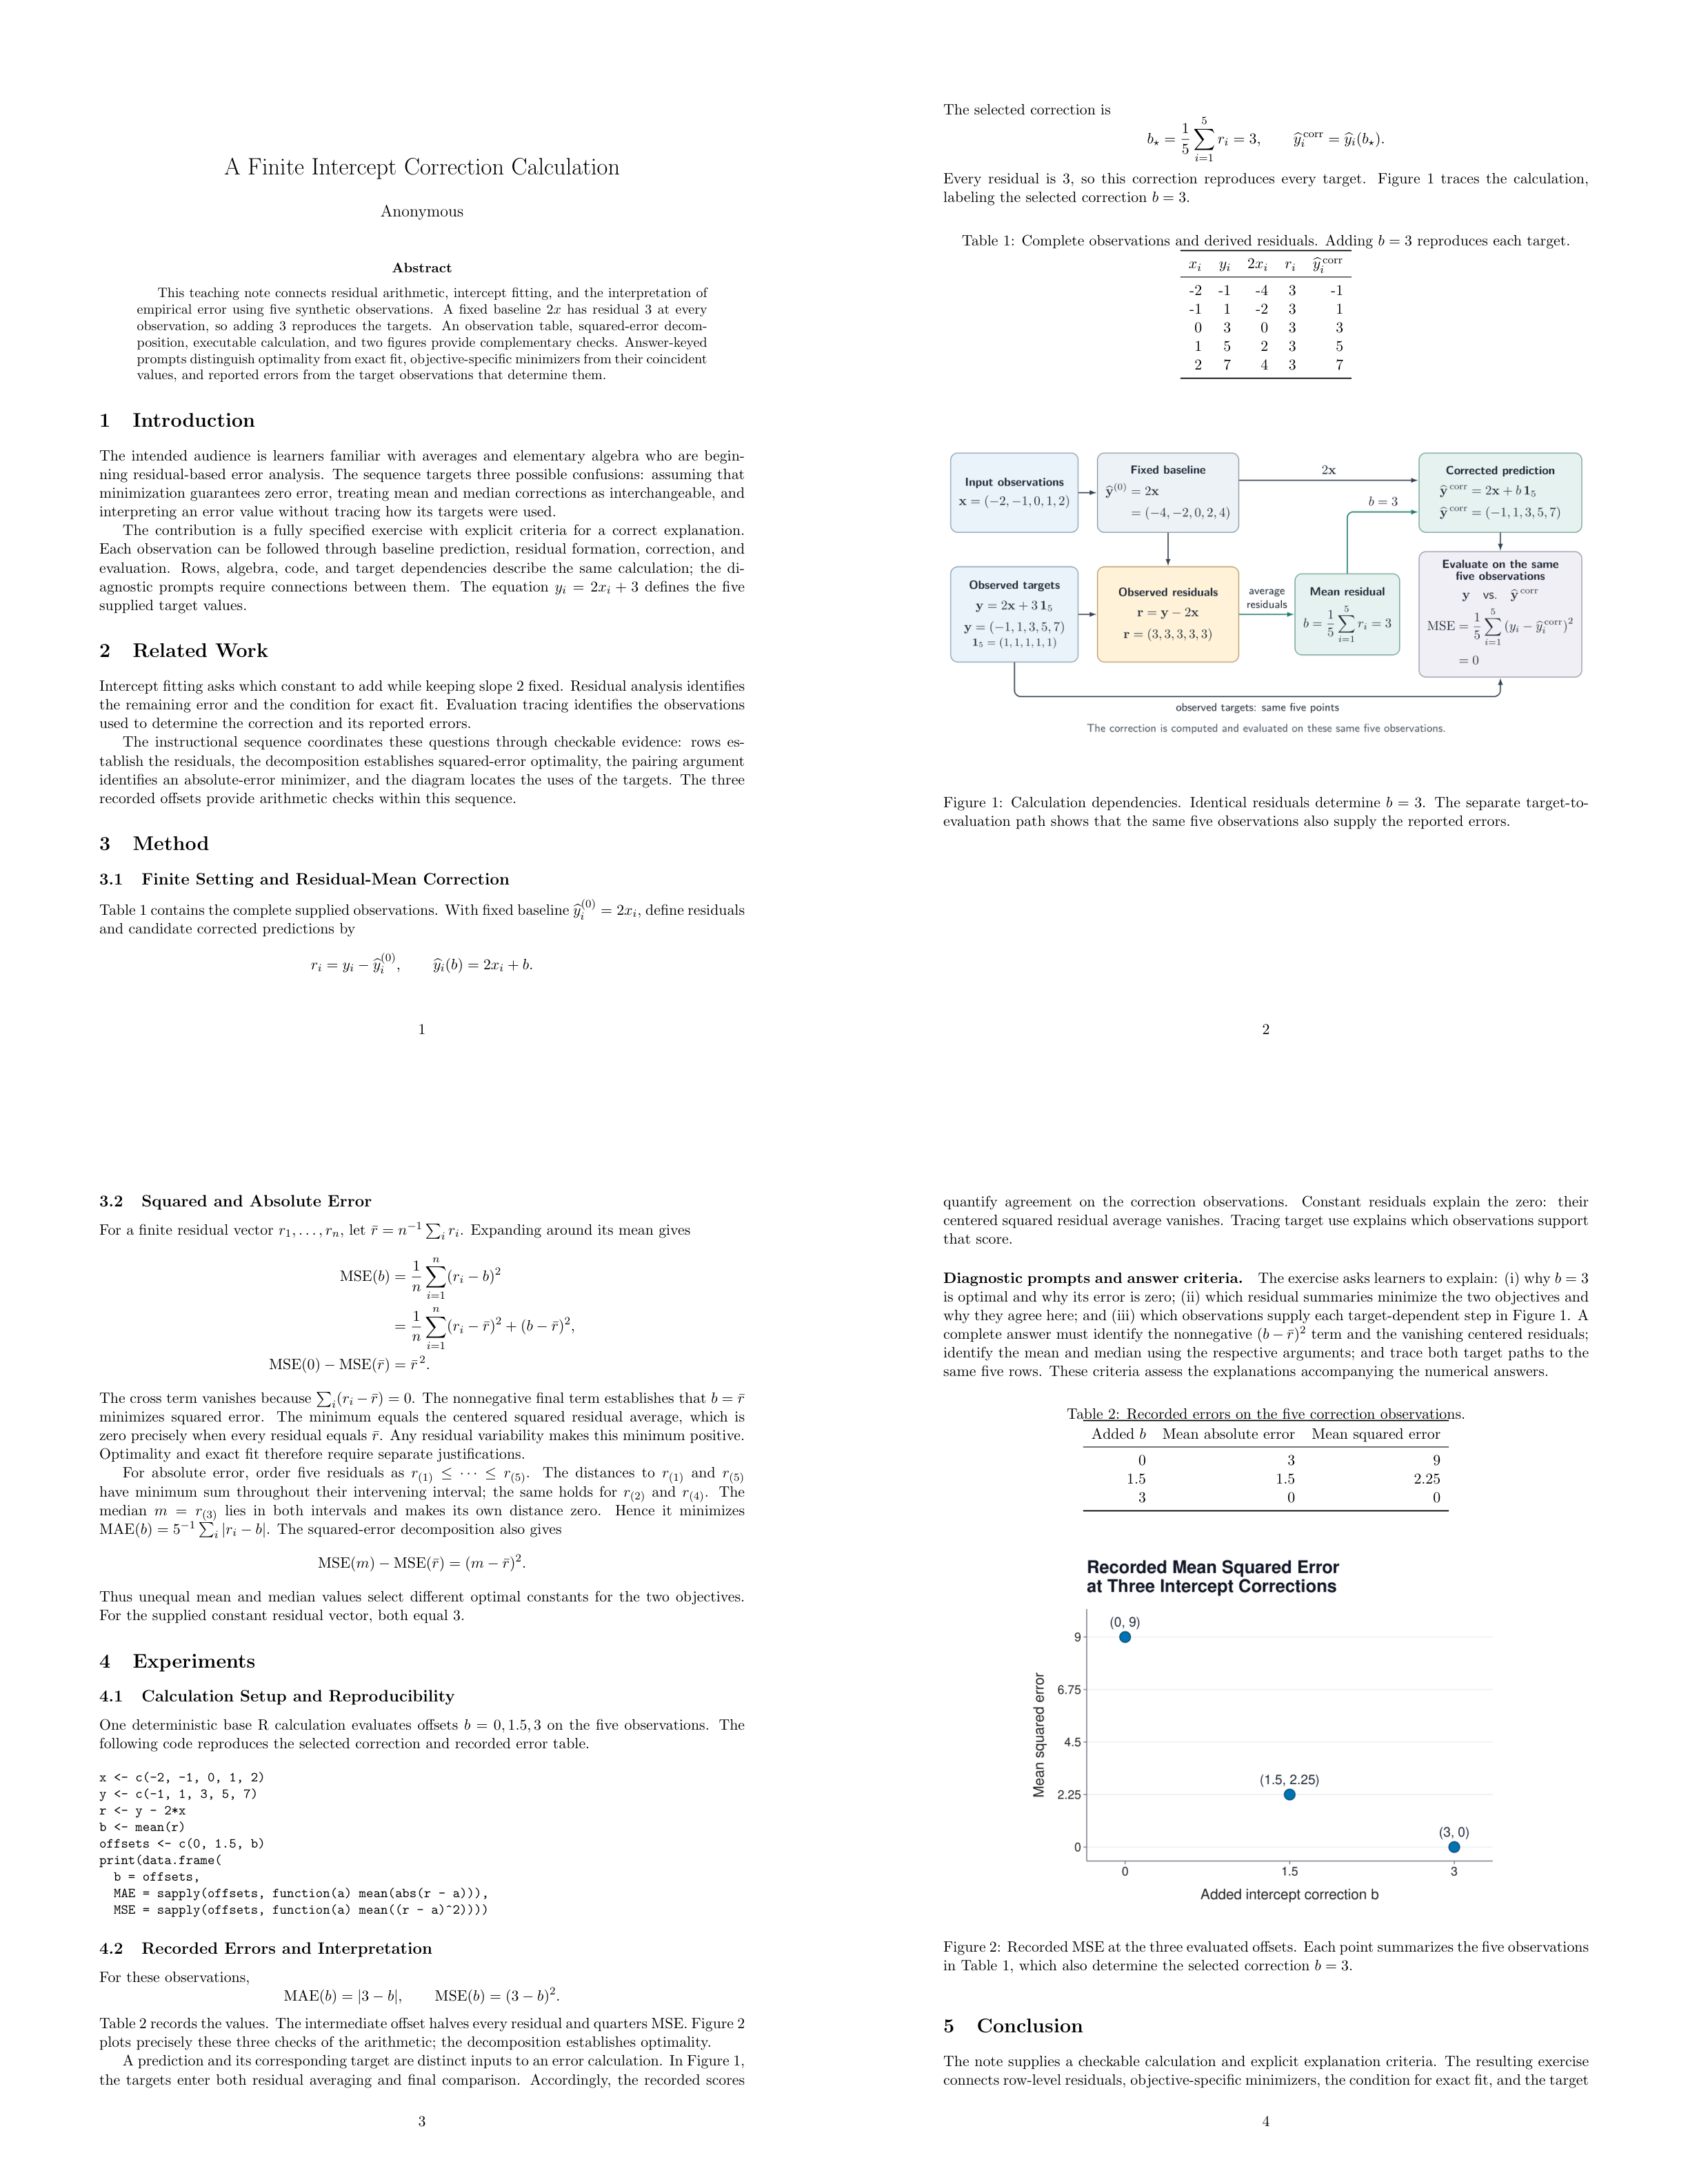 A Finite Intercept Correction Calculation
Anonymous
Abstract
This teaching note connects residual arithmetic, intercept fitting, and the interpretation of
empirical error using five synthetic observations. A fixed baseline 2x has residual 3 at every
observation, so adding 3 reproduces the targets. An observation table, squared-error decom-
position, executable calculation, and two figures provide complementary checks. Answer-keyed
prompts distinguish optimality from exact fit, objective-specific minimizers from their coincident
values, and reported errors from the target observations that determine them.
1 Introduction
The intended audience is learners familiar with averages and elementary algebra who are begin-
ning residual-based error analysis. The sequence targets three possible confusions: assuming that
minimization guarantees zero error, treating mean and median corrections as interchangeable, and
interpreting an error value without tracing how its targets were used.
The contribution is a fully specified exercise with explicit criteria for a correct explanation.
Each observation can be followed through baseline prediction, residual formation, correction, and
evaluation. Rows, algebra, code, and target dependencies describe the same calculation; the di-
agnostic prompts require connections between them. The equation y_i = 2x_i + 3 defines the five
supplied target values.
2 Related Work
Intercept fitting asks which constant to add while keeping slope 2 fixed. Residual analysis identifies
the remaining error and the condition for exact fit. Evaluation tracing identifies the observations
used to determine the correction and its reported errors.
The instructional sequence coordinates these questions through checkable evidence: rows es-
tablish the residuals, the decomposition establishes squared-error optimality, the pairing argument
identifies an absolute-error minimizer, and the diagram locates the uses of the targets. The three
recorded offsets provide arithmetic checks within this sequence.
3 Method
3.1 Finite Setting and Residual-Mean Correction
Table 1 contains the complete supplied observations. With fixed baseline ŷ_i^(0) = 2x_i, define residuals
and candidate corrected predictions by
r_i = y_i − ŷ_i^(0), ŷ_i(b) = 2x_i + b.
1
The selected correction is
b⋆ = 1/5 ∑_{i=1}^5 r_i = 3, ŷ_i^corr = ŷ_i(b⋆).
Every residual is 3, so this correction reproduces every target. Figure 1 traces the calculation,
labeling the selected correction b = 3.
Table 1: Complete observations and derived residuals. Adding b = 3 reproduces each target.
x_i y_i 2x_i r_i ŷ_i^corr
-2 -1 -4 3 -1
-1 1 -2 3 1
0 3 0 3 3
1 5 2 3 5
2 7 4 3 7
Input observations
x = (−2, −1, 0, 1, 2)
Fixed baseline
ŷ^(0) = 2x
= (−4, −2, 0, 2, 4)
2x
b = 3
Corrected prediction
ŷ^corr = 2x + b 1_5
ŷ^corr = (−1, 1, 3, 5, 7)
Observed targets
y = 2x + 3 1_5
y = (−1, 1, 3, 5, 7)
1_5 = (1, 1, 1, 1, 1)
Observed residuals
r = y − 2x
r = (3, 3, 3, 3, 3)
average
residuals
Mean residual
b = 1/5 ∑_{i=1}^5 r_i = 3
Evaluate on the same
five observations
y vs. ŷ^corr
MSE = 1/5 ∑_{i=1}^5 (y_i − ŷ_i^corr)^2
= 0
observed targets: same five points
The correction is computed and evaluated on these same five observations.
Figure 1: Calculation dependencies. Identical residuals determine b = 3. The separate target-to-
evaluation path shows that the same five observations also supply the reported errors.
2
3.2 Squared and Absolute Error
For a finite residual vector r_1, . . . , r_n, let r̄ = n^−1 ∑_i r_i. Expanding around its mean gives
MSE(b) = 1/n ∑_{i=1}^n (r_i − b)^2
= 1/n ∑_{i=1}^n (r_i − r̄)^2 + (b − r̄)^2,
MSE(0) − MSE(r̄) = r̄^2.
The cross term vanishes because ∑_i(r_i − r̄) = 0. The nonnegative final term establishes that b = r̄
minimizes squared error. The minimum equals the centered squared residual average, which is
zero precisely when every residual equals r̄. Any residual variability makes this minimum positive.
Optimality and exact fit therefore require separate justifications.
For absolute error, order five residuals as r_(1) ≤ · · · ≤ r_(5). The distances to r_(1) and r_(5)
have minimum sum throughout their intervening interval; the same holds for r_(2) and r_(4). The
median m = r_(3) lies in both intervals and makes its own distance zero. Hence it minimizes
MAE(b) = 5^−1 ∑_i |r_i − b|. The squared-error decomposition also gives
MSE(m) − MSE(r̄) = (m − r̄)^2.
Thus unequal mean and median values select different optimal constants for the two objectives.
For the supplied constant residual vector, both equal 3.
4 Experiments
4.1 Calculation Setup and Reproducibility
One deterministic base R calculation evaluates offsets b = 0, 1.5, 3 on the five observations. The
following code reproduces the selected correction and recorded error table.
x <- c(-2, -1, 0, 1, 2)
y <- c(-1, 1, 3, 5, 7)
r <- y - 2*x
b <- mean(r)
offsets <- c(0, 1.5, b)
print(data.frame(
b = offsets,
MAE = sapply(offsets, function(a) mean(abs(r - a))),
MSE = sapply(offsets, function(a) mean((r - a)^2))))
4.2 Recorded Errors and Interpretation
For these observations,
MAE(b) = |3 − b|, MSE(b) = (3 − b)^2.
Table 2 records the values. The intermediate offset halves every residual and quarters MSE. Figure 2
plots precisely these three checks of the arithmetic; the decomposition establishes optimality.
A prediction and its corresponding target are distinct inputs to an error calculation. In Figure 1,
the targets enter both residual averaging and final comparison. Accordingly, the recorded scores
3
quantify agreement on the correction observations. Constant residuals explain the zero: their
centered squared residual average vanishes. Tracing target use explains which observations support
that score.
Diagnostic prompts and answer criteria. The exercise asks learners to explain: (i) why b = 3
is optimal and why its error is zero; (ii) which residual summaries minimize the two objectives and
why they agree here; and (iii) which observations supply each target-dependent step in Figure 1. A
complete answer must identify the nonnegative (b − r̄)^2 term and the vanishing centered residuals;
identify the mean and median using the respective arguments; and trace both target paths to the
same five rows. These criteria assess the explanations accompanying the numerical answers.
Table 2: Recorded errors on the five correction observations.
Added b Mean absolute error Mean squared error
0 3 9
1.5 1.5 2.25
3 0 0
Recorded Mean Squared Error
at Three Intercept Corrections
(0, 9)
9
6.75
4.5
(1.5, 2.25)
2.25
(3, 0)
0
Mean squared error
0 1.5 3
Added intercept correction b
Figure 2: Recorded MSE at the three evaluated offsets. Each point summarizes the five observations
in Table 1, which also determine the selected correction b = 3.
5 Conclusion
The note supplies a checkable calculation and explicit explanation criteria. The resulting exercise
connects row-level residuals, objective-specific minimizers, the condition for exact fit, and the target
4